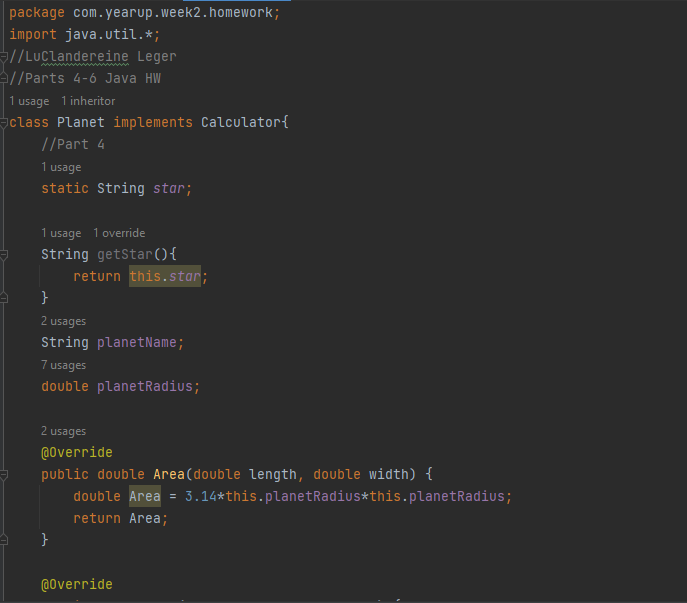 package com.yearup.week2.homework;
import java.util.*;
//LuClandereine Leger
//Parts 4-6 Java HW
1 usage 1 inheritor
class Planet implements Calculator{
//Part 4
1 usage
static String star;
1 usage 1 override
String getStar(){
return this.star;
}
2 usages
String planetName;
7 usages
double planetRadius;
2 usages
@Override
public double Area(double length, double width) {
double Area = 3.14*this.planetRadius*this.planetRadius;
return Area;
}
@Override